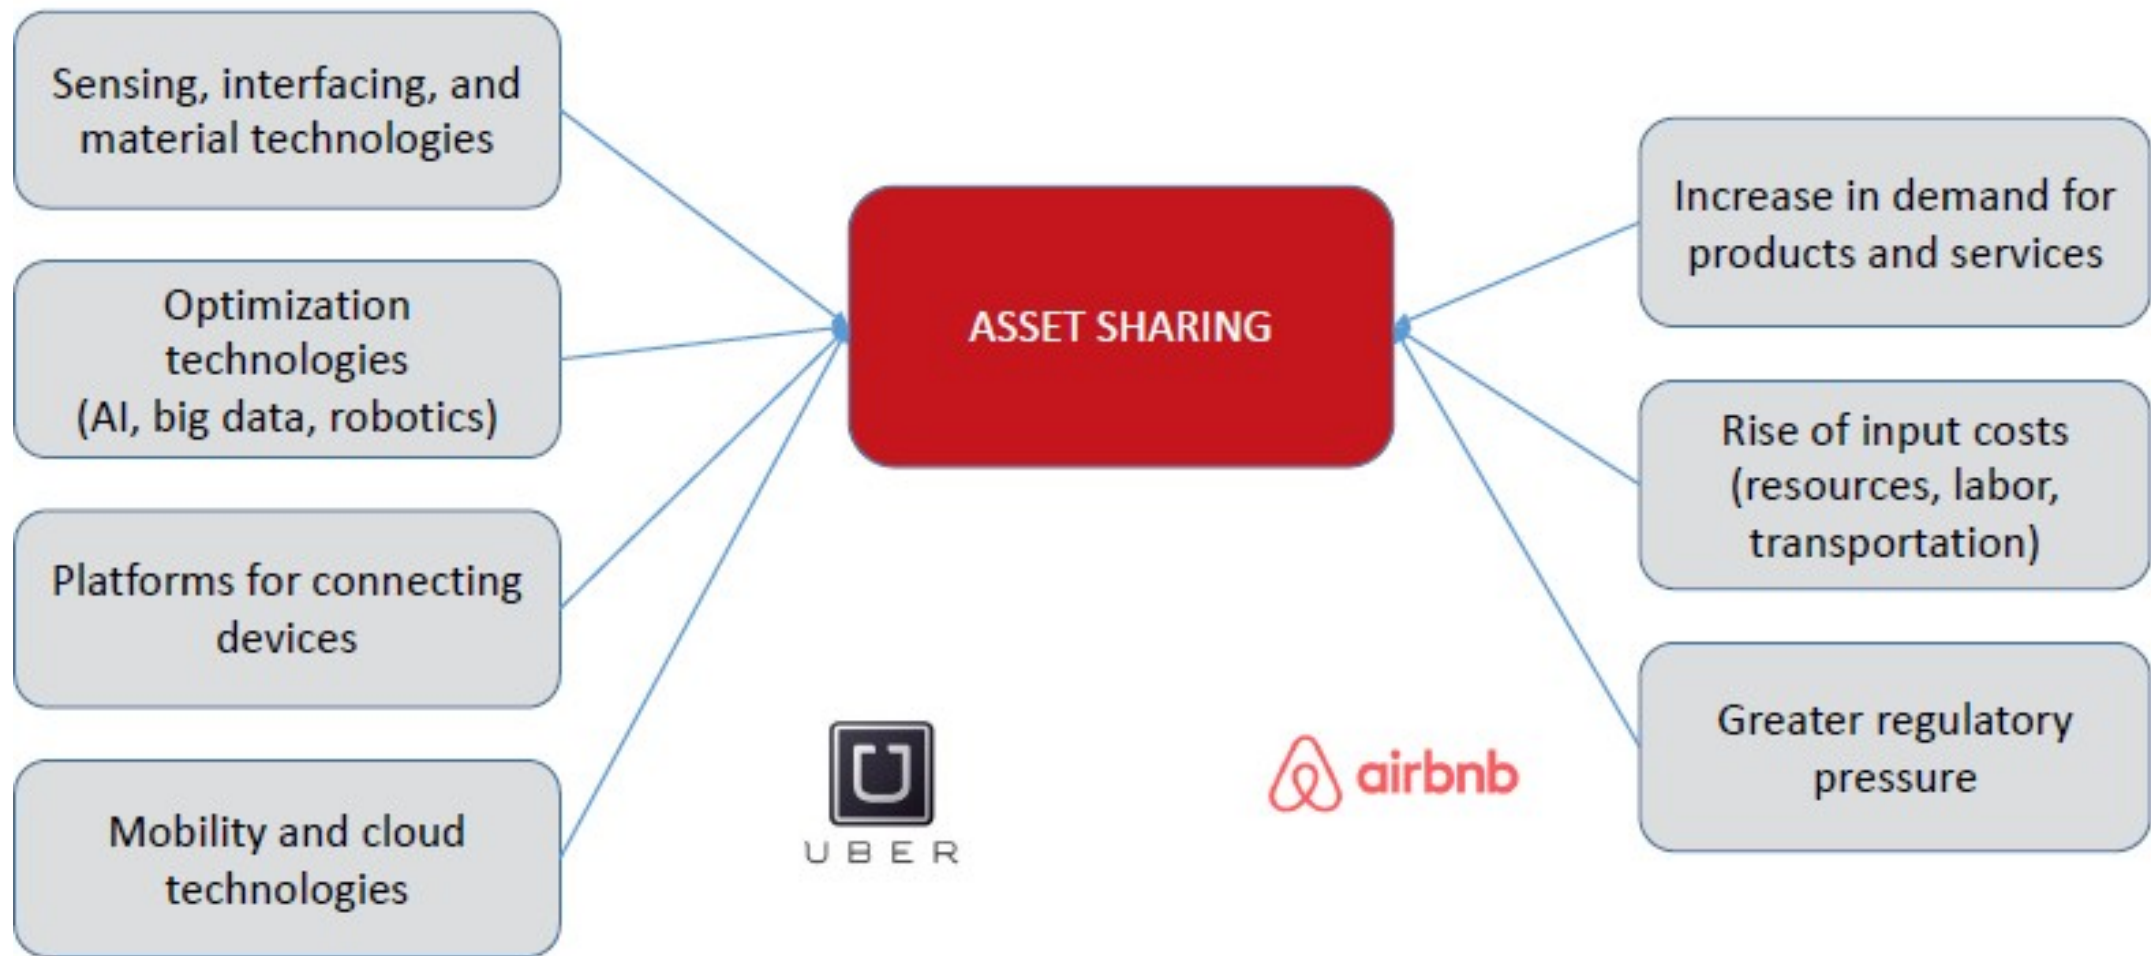 Sensing, interfacing, and
material technologies
Optimization
technologies
(AI, big data, robotics)
Platforms for connecting
devices
Mobility and cloud
technologies
ASSET SHARING
UBER
airbnb
Increase in demand for
products and services
Rise of input costs
(resources, labor,
transportation)
Greater regulatory
pressure